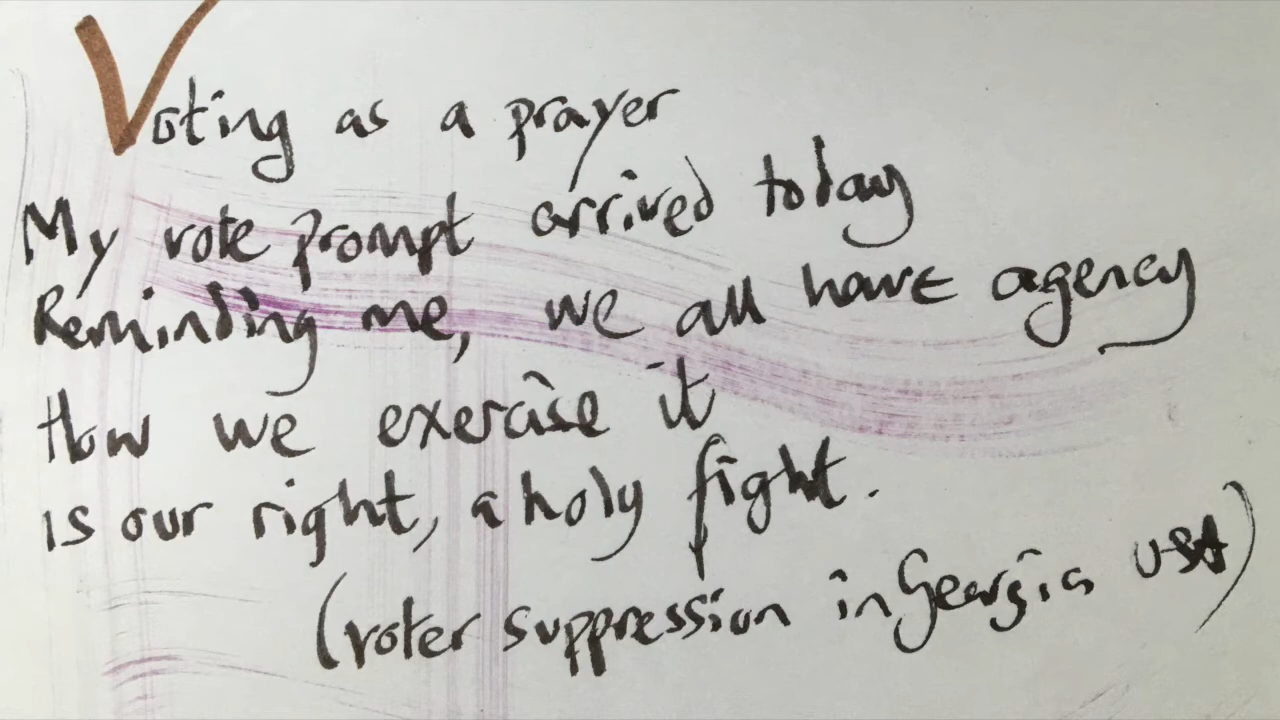 Voting as a prayer
My vote prompt arrived today
Reminding me, we all have agency
How we exercise it
is our right, a holy fight.
(voter suppression in Georgia USA)